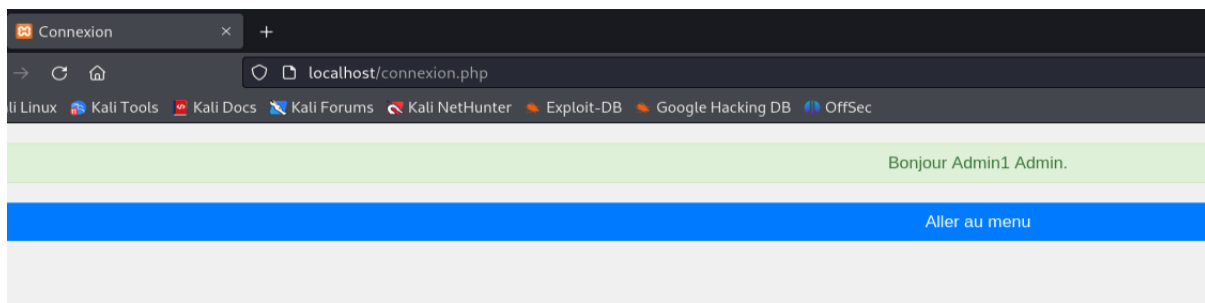 Connexion
localhost/connexion.php
li Linux Kali Tools Kali Docs Kali Forums Kali NetHunter Exploit-DB Google Hacking DB OffSec
Bonjour Admin1 Admin.
Aller au menu